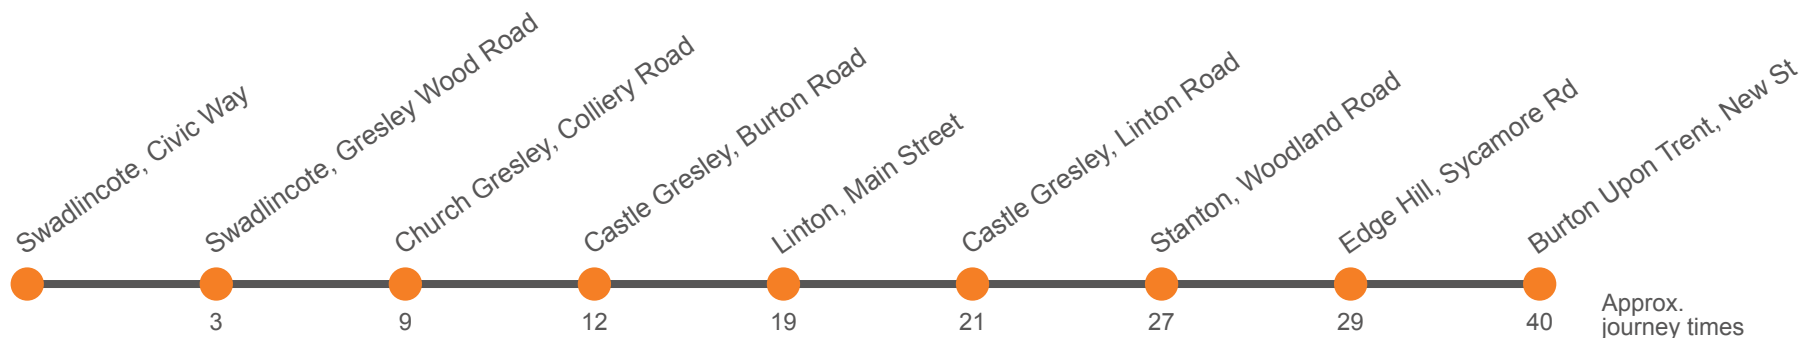 Swadlincote, Civic Way
Swadlincote, Gresley Wood Road
Church Gresley, Colliery Road
Castle Gresley, Burton Road
Linton, Main Street
Castle Gresley, Linton Road
Stanton, Woodland Road
Edge Hill, Sycamore Rd
Burton Upon Trent, New St
3
9
12
19
21
27
29
40
Approx.
journey times